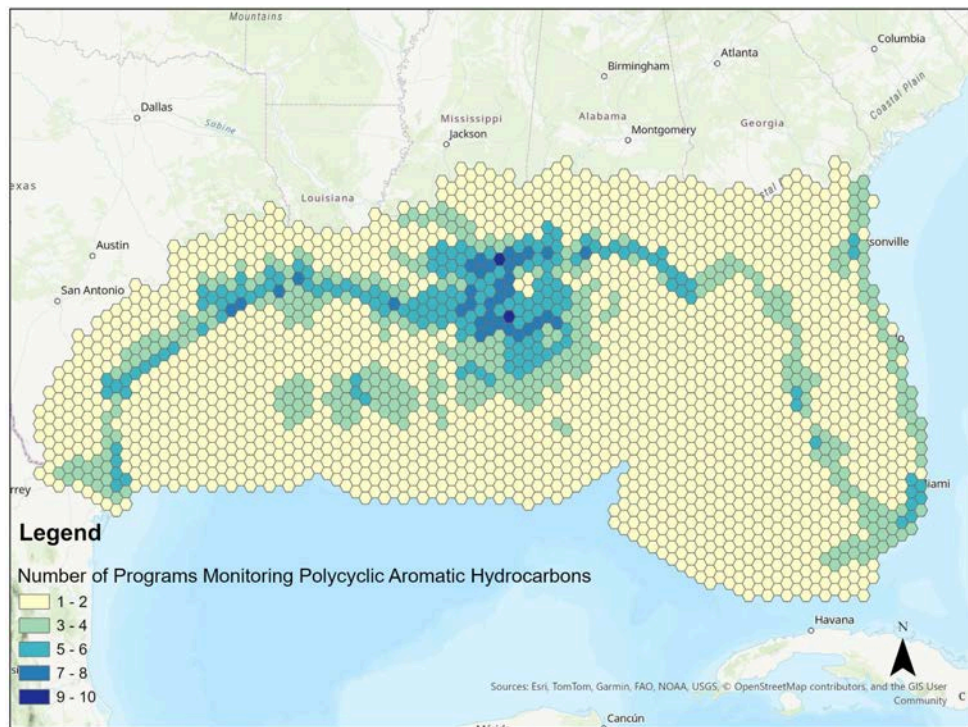 Mountains
Columbia
Atlanta
Birmingham
Dallas
Coastal Plain
Sabine
Mississippi
Alabama
Georgia
Jackson
Montgomery
exas
Louisiana
Austin
sonville
San Antonio
o
rrey
iami
Legend
Number of Programs Monitoring Polycyclic Aromatic Hydrocarbons
1 - 2
3 - 4
5 - 6
7 - 8
9 - 10
Havana
N
Sources: Esri, TomTom, Garmin, FAO, NOAA, USGS, © OpenStreetMap contributors, and the GIS User
Community
Cancún